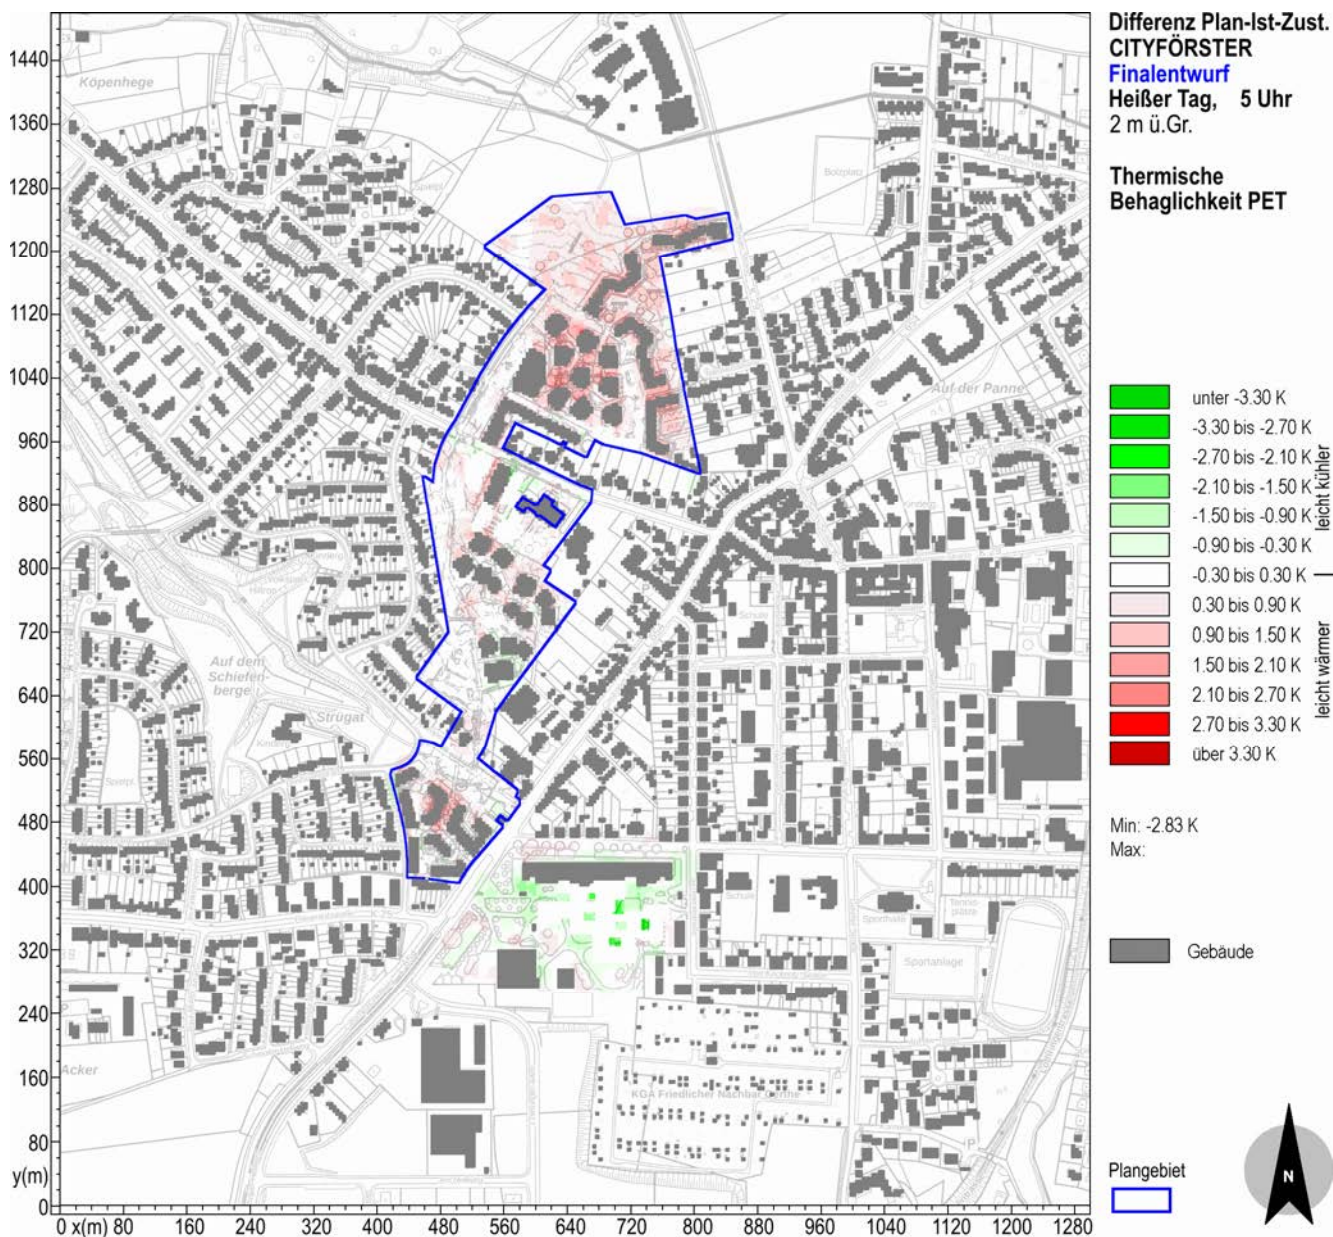 Differenz Plan-Ist-Zust.
CITYFÖRSTER
Finalentwurf
Heißer Tag, 5 Uhr
2 m ü.Gr.
Thermische
Behaglichkeit PET
unter -3.30 K
-3.30 bis -2.70 K
-2.70 bis -2.10 K
-2.10 bis -1.50 K
-1.50 bis -0.90 K
-0.90 bis -0.30 K
-0.30 bis 0.30 K
0.30 bis 0.90 K
0.90 bis 1.50 K
1.50 bis 2.10 K
2.10 bis 2.70 K
2.70 bis 3.30 K
über 3.30 K
leicht kühler
leicht wärmer
Min: -2.83 K
Max:
Gebäude
Plangebiet
N
1440
1360
1280
1200
1120
1040
960
880
800
720
640
560
480
400
320
240
160
80
y(m)
0
0 x(m) 80 160 240 320 400 480 560 640 720 800 880 960 1040 1120 1200 1280
Köpenhege
Spielpl.
Bolzplatz
Auf der Panne
Auf dem
Schiefen-
berge
Strügat
Spielpl.
Schule
Sporthalle
Tennis-
plätze
Sportanlage
KGA Friedlicher Nachbar Gerthe
Acker
P